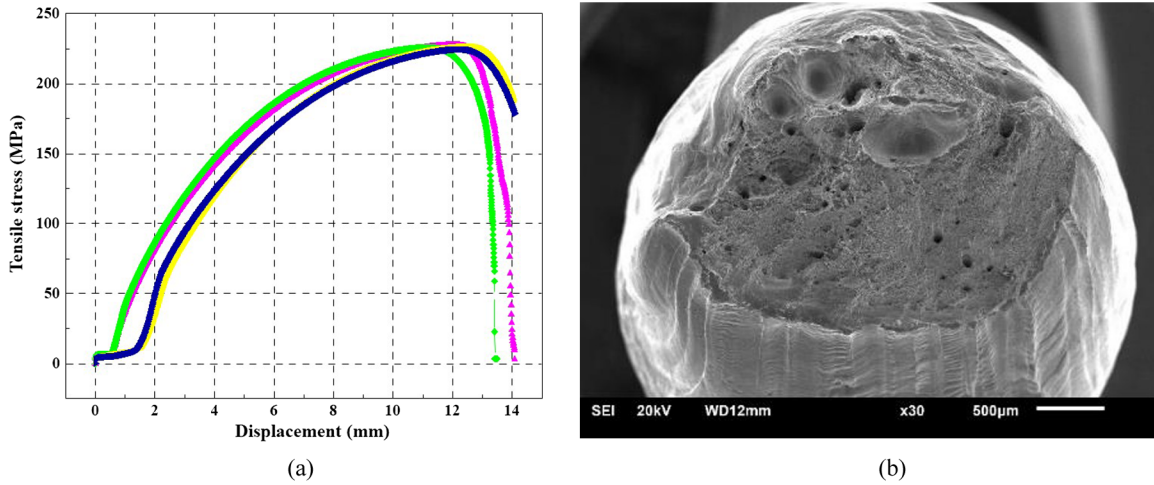 250
200
150
100
50
0
Tensile stress (MPa)
0 2 4 6 8 10 12 14
Displacement (mm)
(a)
SEI 20kV WD12mm x30 500µm
(b)